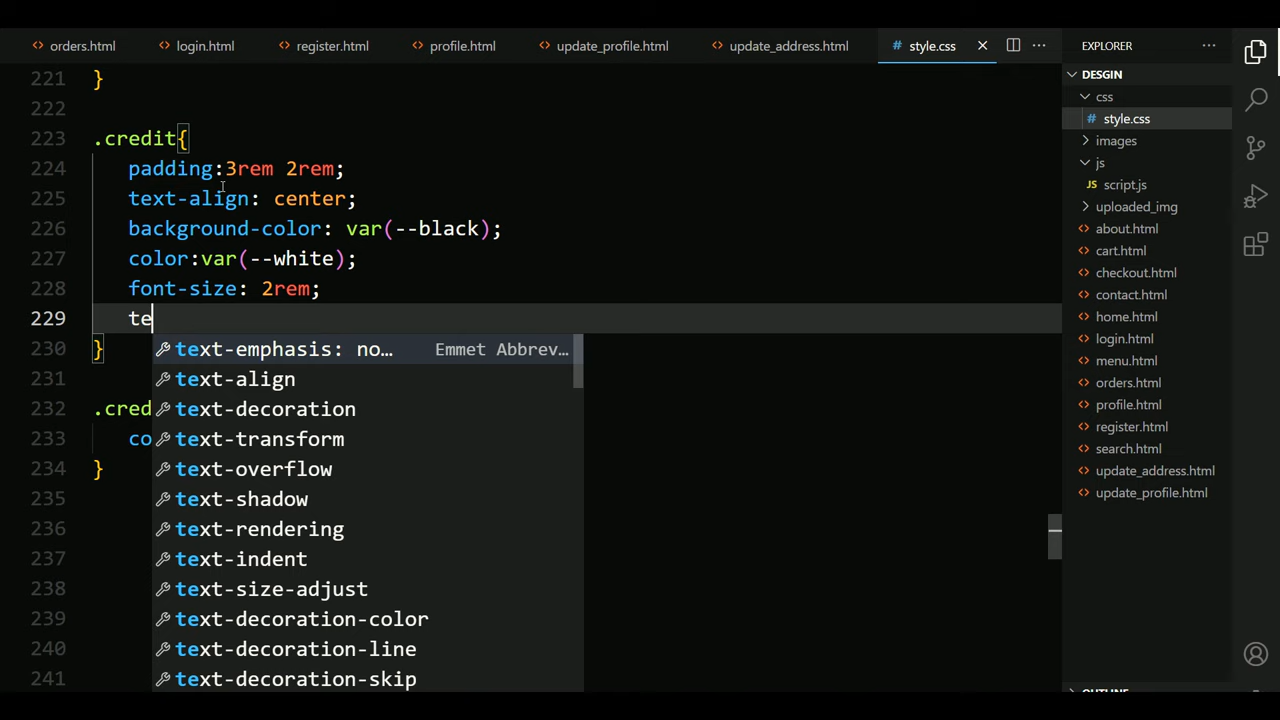 orders.html login.html register.html profile.html update_profile.html update_address.html # style.css
EXPLORER
DESGIN
css
# style.css
images
js
JS script.js
uploaded_img
about.html
cart.html
checkout.html
contact.html
home.html
login.html
menu.html
orders.html
profile.html
register.html
search.html
update_address.html
update_profile.html
221 }
222
223 .credit{
224 padding:3rem 2rem;
225 text-align: center;
226 background-color: var(--black);
227 color:var(--white);
228 font-size: 2rem;
229 te
230 }
231
232 .cred
233 co
234 }
235
236
237
238
239
240
241
text-emphasis: no… Emmet Abbrev…
text-align
text-decoration
text-transform
text-overflow
text-shadow
text-rendering
text-indent
text-size-adjust
text-decoration-color
text-decoration-line
text-decoration-skip